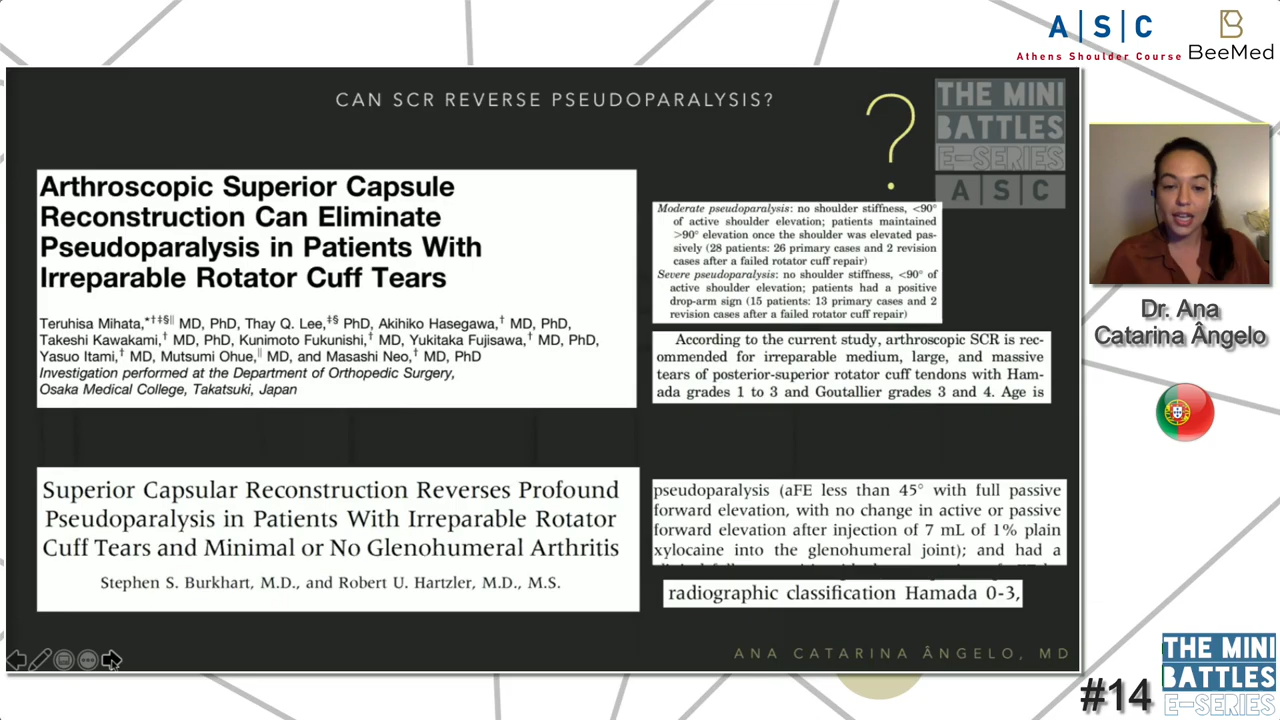 A|S|C
Athens Shoulder Course
BeeMed
CAN SCR REVERSE PSEUDOPARALYSIS?
?
THE MINI
BATTLES
E-SERIES
A|S|C
Arthroscopic Superior Capsule
Reconstruction Can Eliminate
Pseudoparalysis in Patients With
Irreparable Rotator Cuff Tears
Teruhisa Mihata,*†‡§|| MD, PhD, Thay Q. Lee,‡§ PhD, Akihiko Hasegawa,† MD, PhD,
Takeshi Kawakami,† MD, PhD, Kunimoto Fukunishi,† MD, Yukitaka Fujisawa,† MD, PhD,
Yasuo Itami,† MD, Mutsumi Ohue,|| MD, and Masashi Neo,† MD, PhD
Investigation performed at the Department of Orthopedic Surgery,
Osaka Medical College, Takatsuki, Japan
Moderate pseudoparalysis: no shoulder stiffness, <90°
of active shoulder elevation; patients maintained
>90° elevation once the shoulder was elevated pas-
sively (28 patients: 26 primary cases and 2 revision
cases after a failed rotator cuff repair)
Severe pseudoparalysis: no shoulder stiffness, <90° of
active shoulder elevation; patients had a positive
drop-arm sign (15 patients: 13 primary cases and 2
revision cases after a failed rotator cuff repair)
According to the current study, arthroscopic SCR is rec-
ommended for irreparable medium, large, and massive
tears of posterior-superior rotator cuff tendons with Ham-
ada grades 1 to 3 and Goutallier grades 3 and 4. Age is
Superior Capsular Reconstruction Reverses Profound
Pseudoparalysis in Patients With Irreparable Rotator
Cuff Tears and Minimal or No Glenohumeral Arthritis
Stephen S. Burkhart, M.D., and Robert U. Hartzler, M.D., M.S.
pseudoparalysis (aFE less than 45° with full passive
forward elevation, with no change in active or passive
forward elevation after injection of 7 mL of 1% plain
xylocaine into the glenohumeral joint); and had a
radiographic classification Hamada 0-3,
ANA CATARINA ÂNGELO, MD
Dr. Ana
Catarina Ângelo
#14
THE MINI
BATTLES
E-SERIES